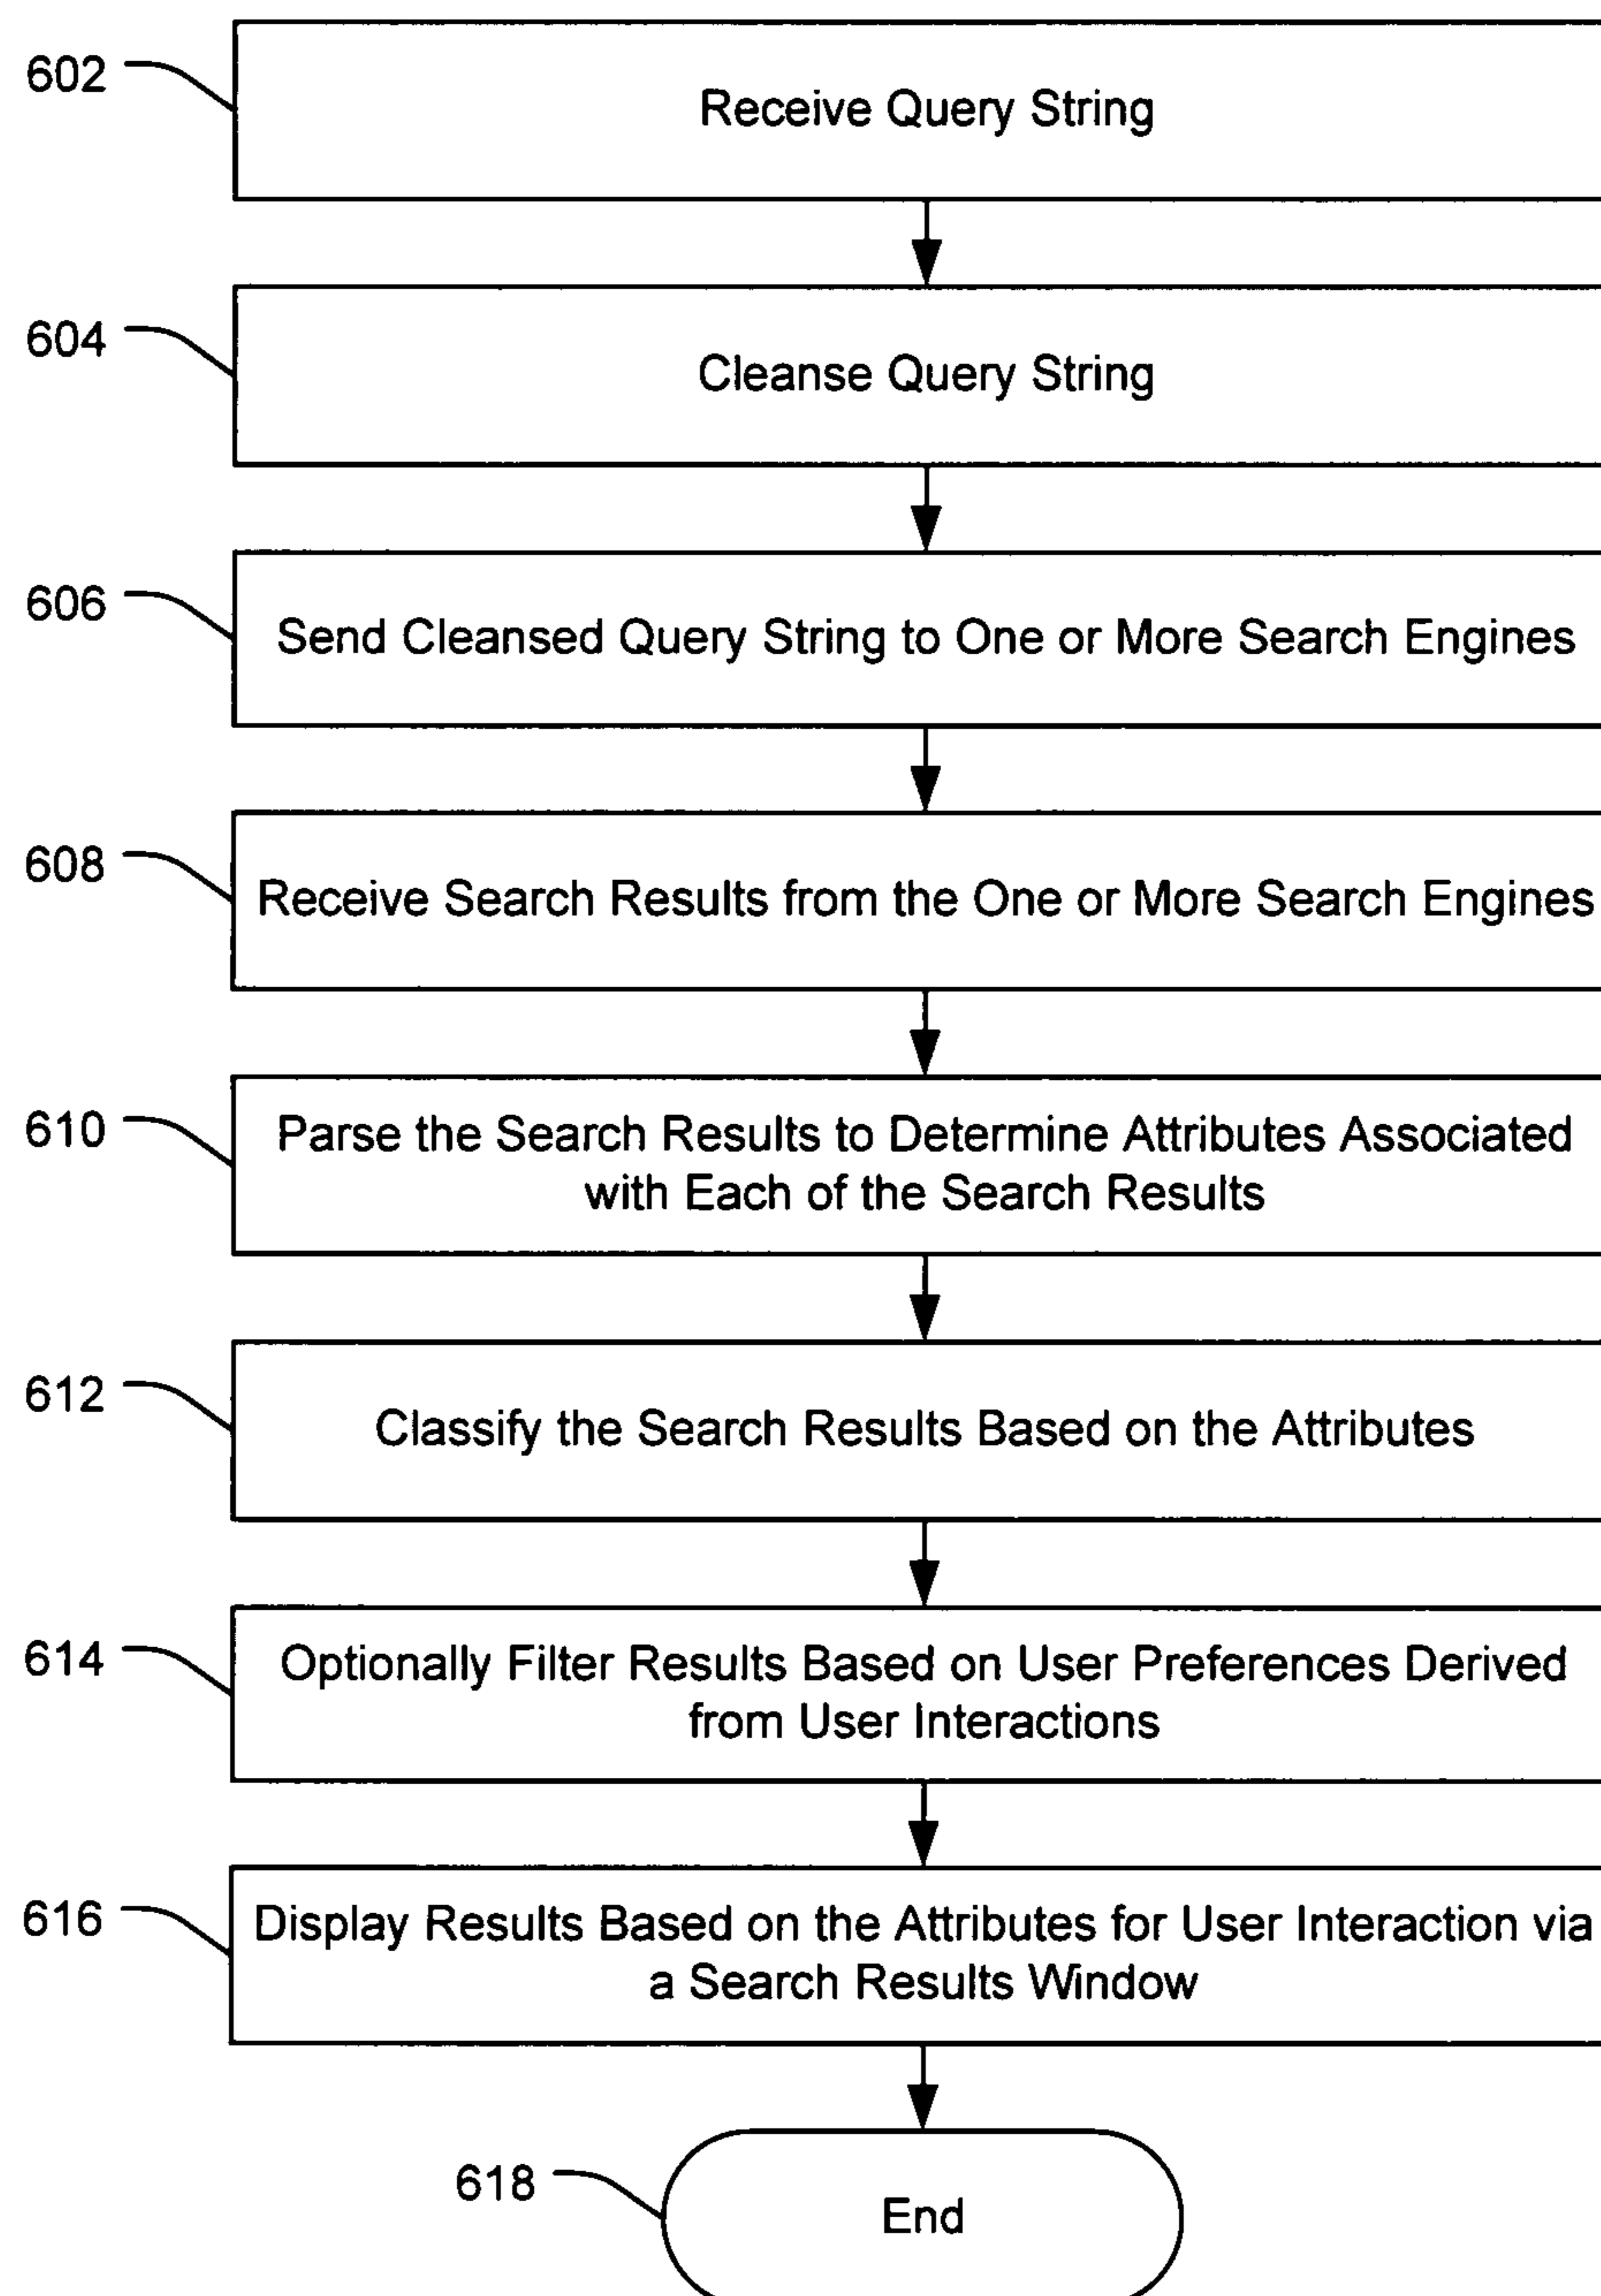 602
Receive Query String
604
Cleanse Query String
606
Send Cleansed Query String to One or More Search Engines
608
Receive Search Results from the One or More Search Engines
610
Parse the Search Results to Determine Attributes Associated
with Each of the Search Results
612
Classify the Search Results Based on the Attributes
614
Optionally Filter Results Based on User Preferences Derived
from User Interactions
616
Display Results Based on the Attributes for User Interaction via
a Search Results Window
618
End